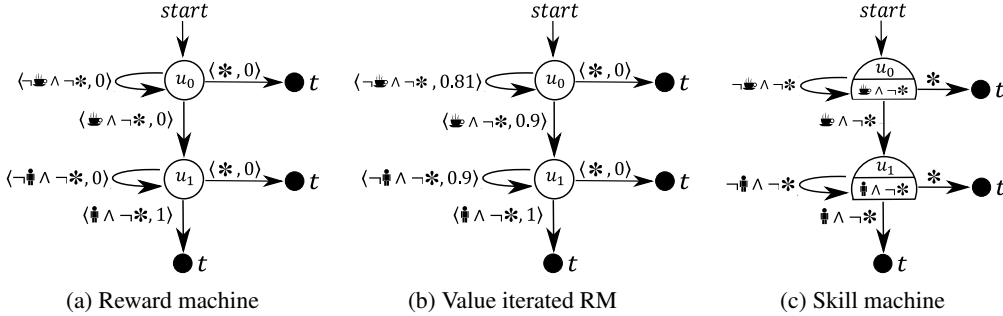 start start start
⟨¬☕∧¬✻, 0⟩ u₀ ⟨✻, 0⟩ t ⟨¬☕∧¬✻, 0.81⟩ u₀ ⟨✻, 0⟩ t ¬☕∧¬✻ u₀ ☕∧¬✻ ✻ t
⟨☕∧¬✻, 0⟩ ⟨☕∧¬✻, 0.9⟩ ☕∧¬✻
⟨¬🚹∧¬✻, 0⟩ u₁ ⟨✻, 0⟩ t ⟨¬🚹∧¬✻, 0.9⟩ u₁ ⟨✻, 0⟩ t ¬🚹∧¬✻ u₁ 🚹∧¬✻ ✻ t
⟨🚹∧¬✻, 1⟩ ⟨🚹∧¬✻, 1⟩ 🚹∧¬✻
t t t
(a) Reward machine (b) Value iterated RM (c) Skill machine